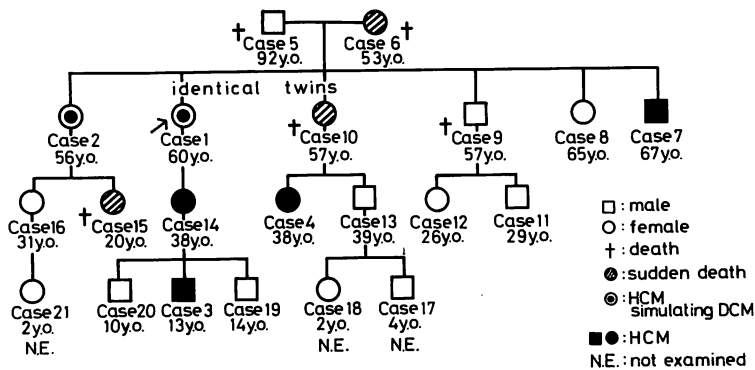 † Case 5 Case 6 †
92y.o. 53y.o.
identical twins
Case 2 Case 1 † Case 10 † Case 9 Case 8 Case 7
56y.o. 60y.o. 57y.o. 57y.o. 65y.o. 67y.o.
Case 16 † Case 15 Case 14 Case 4 Case 13 Case 12 Case 11
31y.o. 20y.o. 38y.o. 38y.o. 39y.o. 26y.o. 29y.o.
Case 21 Case 20 Case 3 Case 19 Case 18 Case 17
2y.o. 10y.o. 13y.o. 14y.o. 2y.o. 4y.o.
N.E. N.E. N.E.
: male
: female
† : death
: sudden death
: HCM
simulating DCM
: HCM
N.E. : not examined